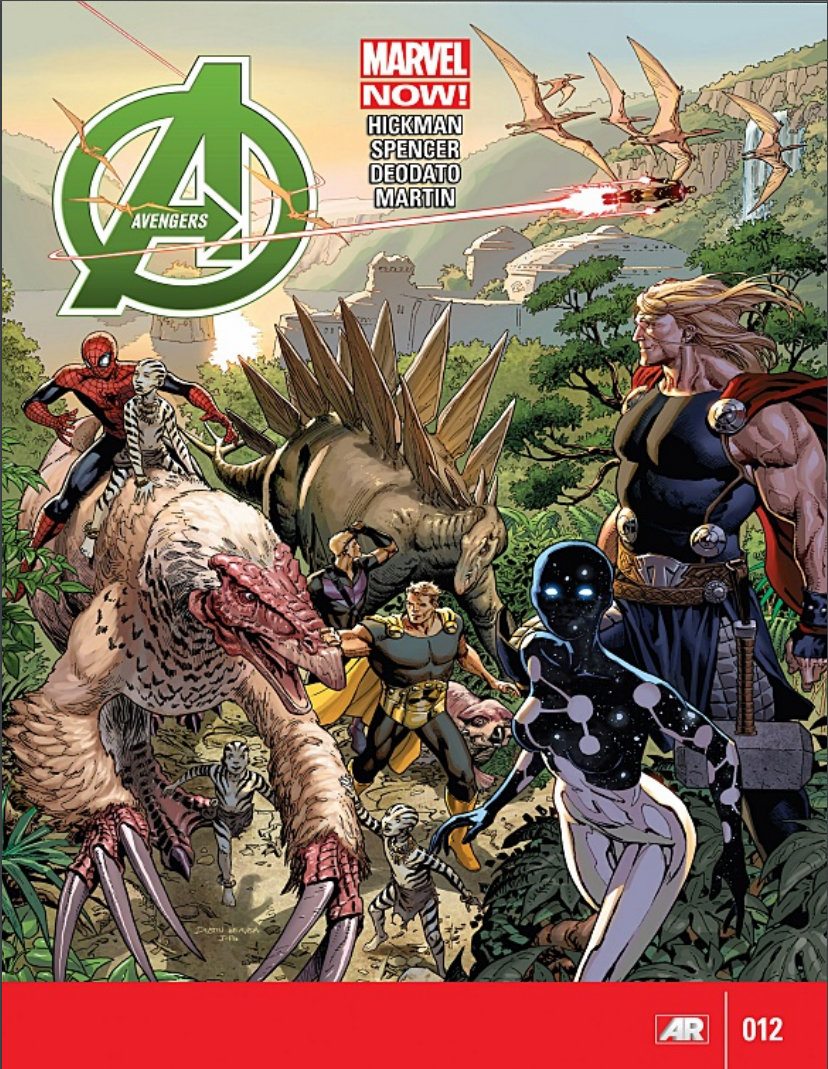 MARVEL
NOW!
HICKMAN
SPENCER
DEODATO
MARTIN
A
AVENGERS
AR
012